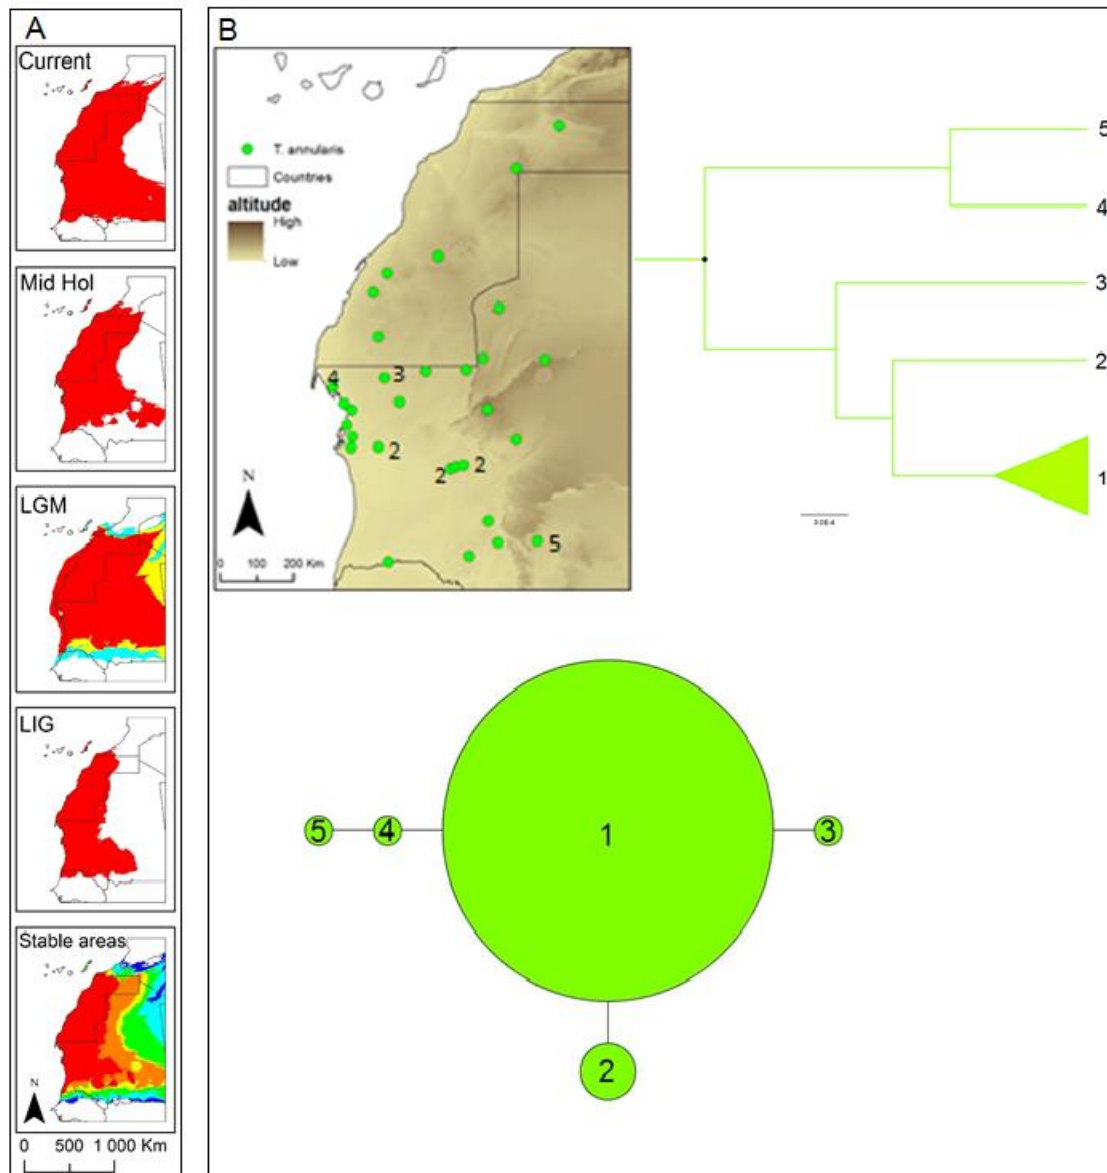 A
Current
Mid Hol
LGM
LIG
Stable areas
N
0 500 1 000 Km
B
T. annularis
Countries
altitude
High
Low
4
3
2
2
2
5
N
0 100 200 Km
5
4
3
2
1
5
4
1
3
2